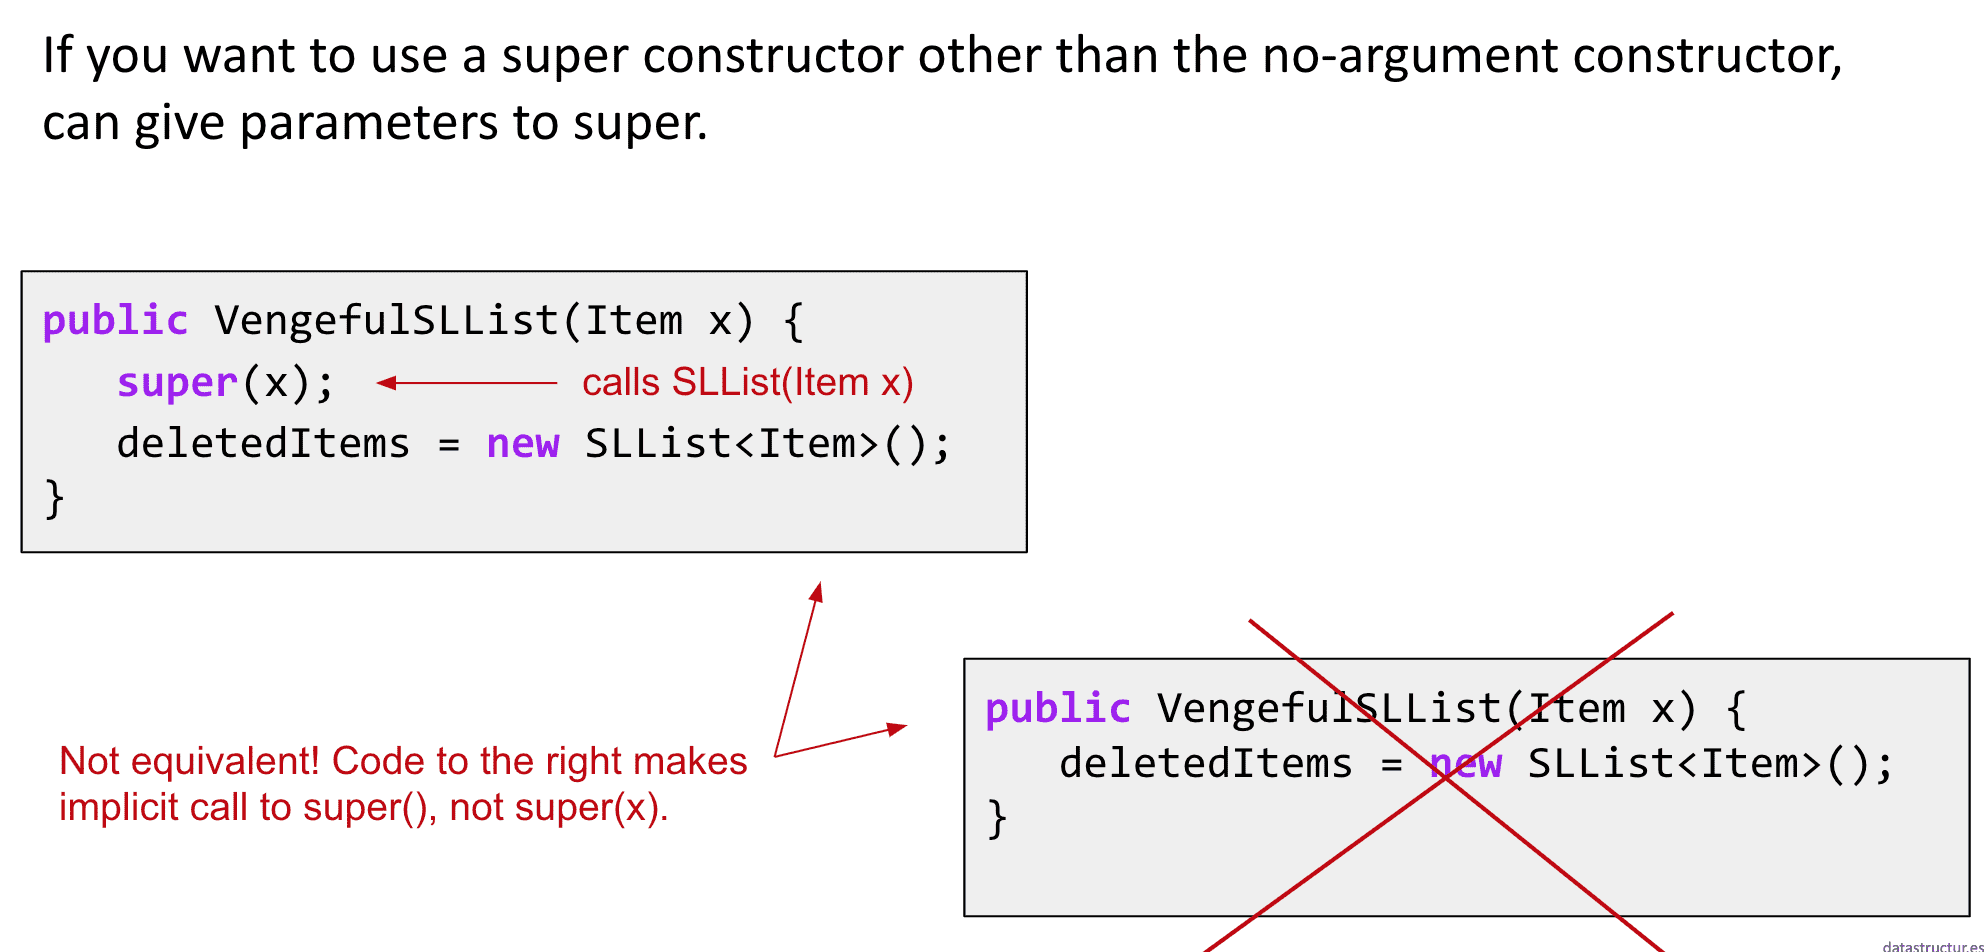 If you want to use a super constructor other than the no-argument constructor,
can give parameters to super.
public VengefulSLList(Item x) {
super(x);
calls SLList(Item x)
deletedItems = new SLList<Item>();
}
Not equivalent! Code to the right makes
implicit call to super(), not super(x).
public VengefulSLList(Item x) {
deletedItems = new SLList<Item>();
}
datastructur.es